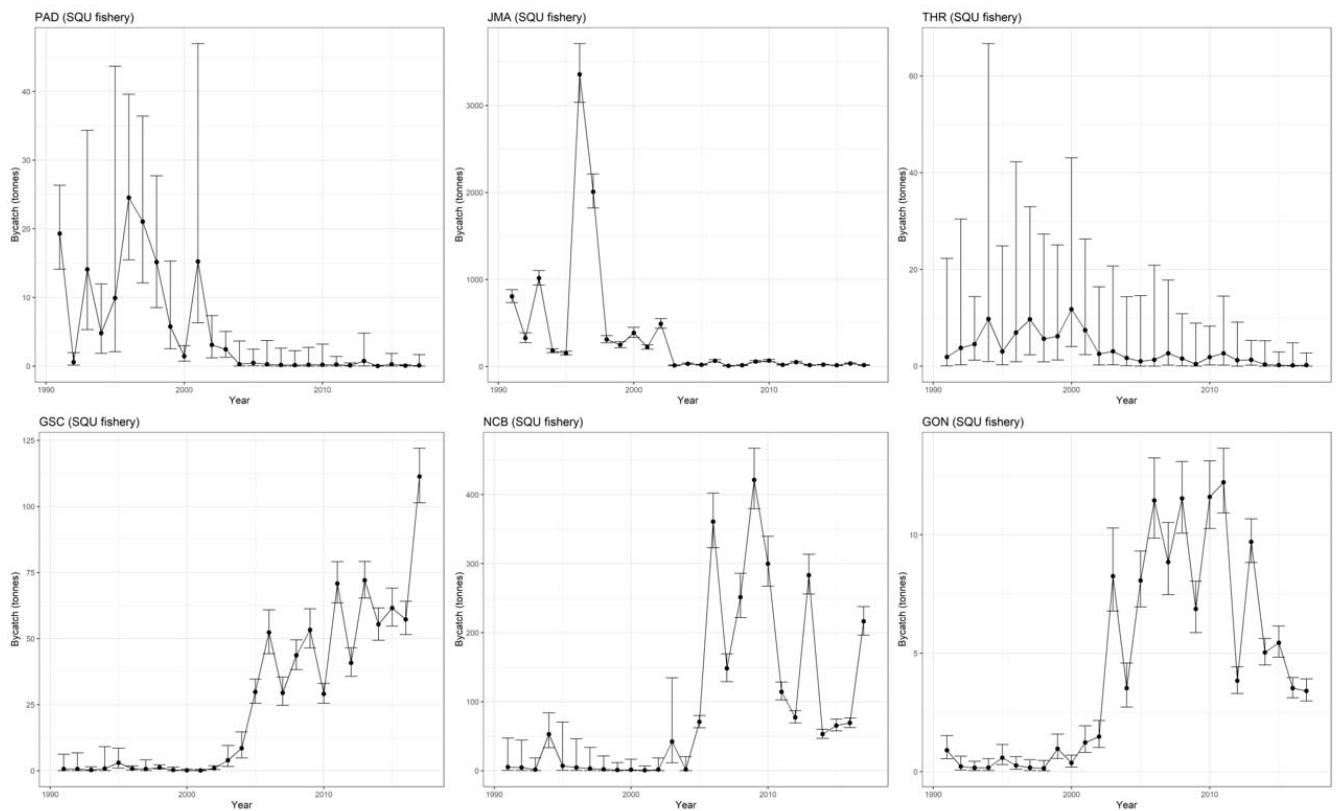 PAD (SQU fishery)
Bycatch (tonnes)
40
30
20
10
0
1990
2000
2010
Year
JMA (SQU fishery)
Bycatch (tonnes)
3000
2000
1000
0
1990
2000
2010
Year
THR (SQU fishery)
Bycatch (tonnes)
60
40
20
0
1990
2000
2010
Year
GSC (SQU fishery)
Bycatch (tonnes)
125
100
75
50
25
0
1990
2000
2010
Year
NCB (SQU fishery)
Bycatch (tonnes)
400
300
200
100
0
1990
2000
2010
Year
GON (SQU fishery)
Bycatch (tonnes)
10
5
0
1990
2000
2010
Year